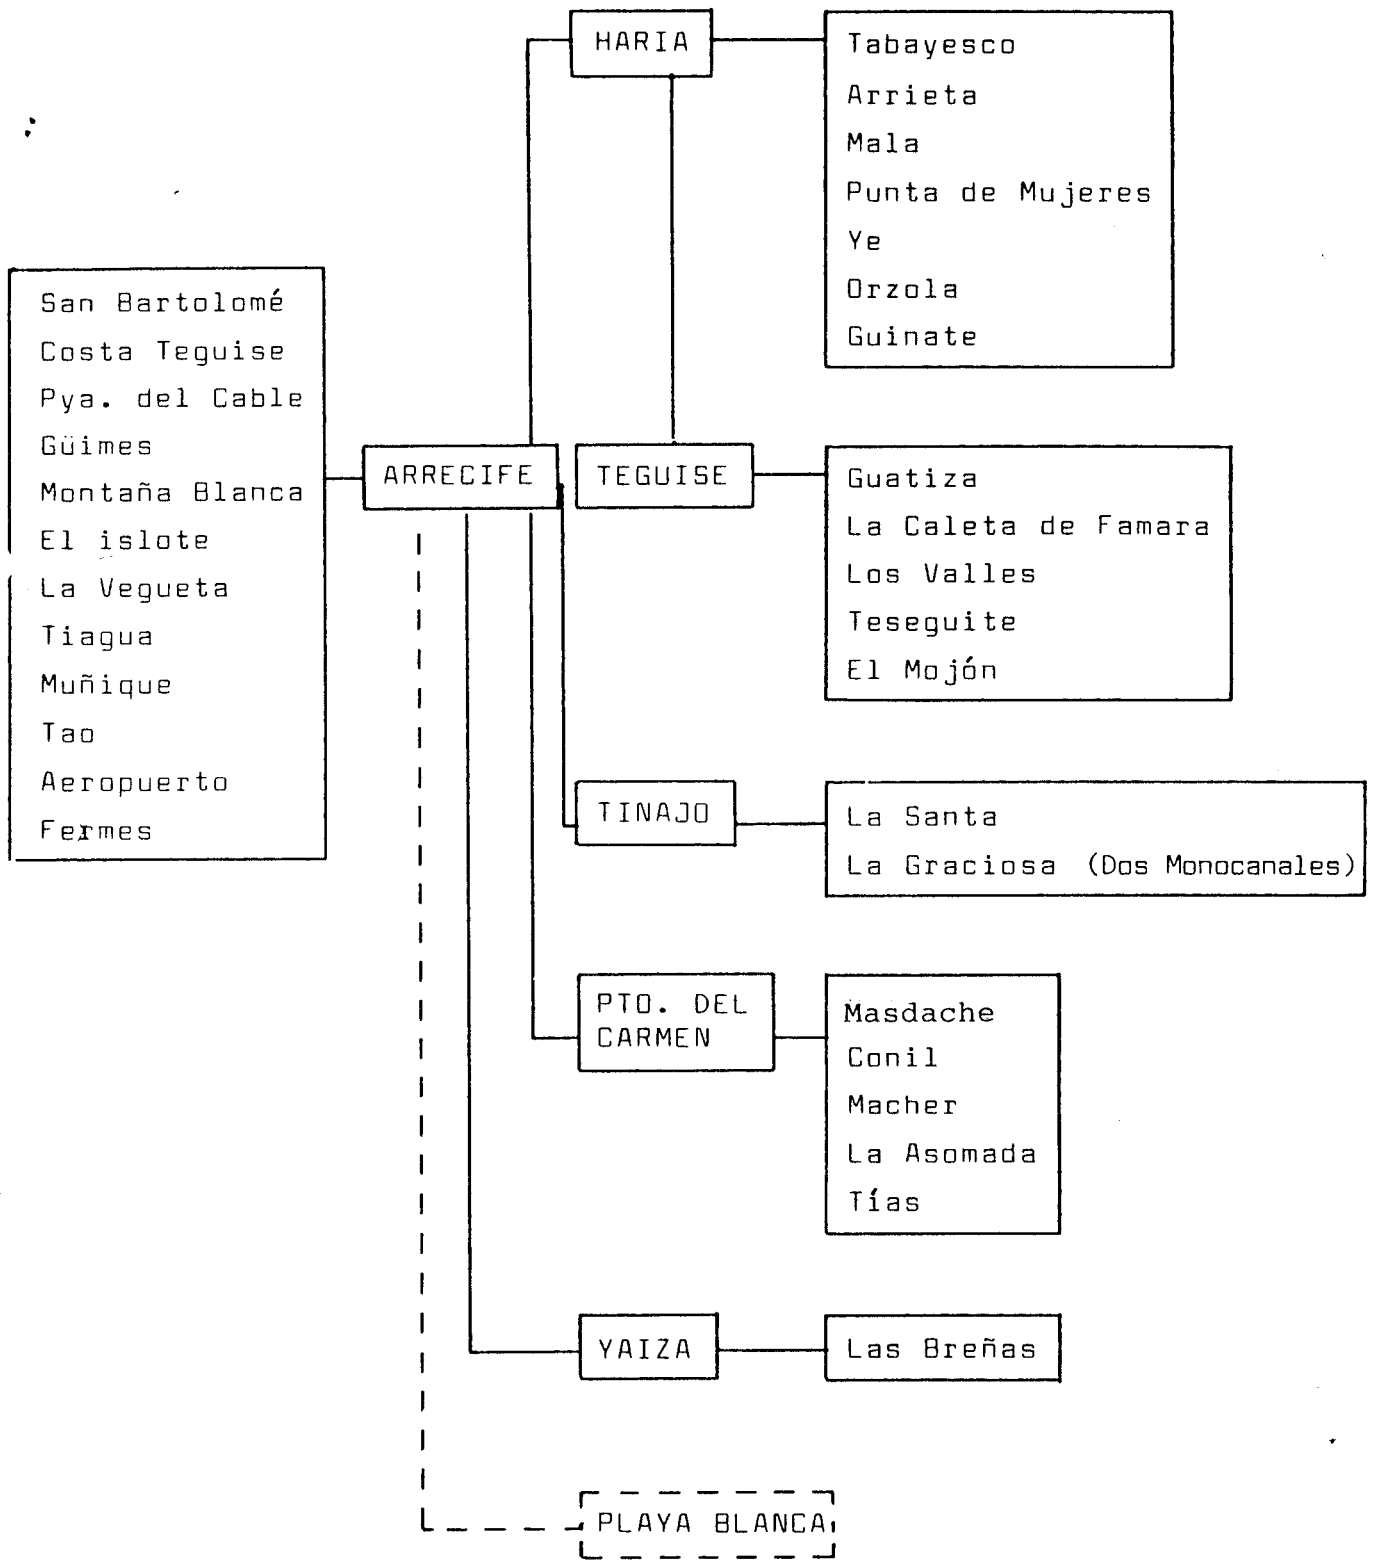 HARIA
Tabayesco
Arrieta
Mala
Punta de Mujeres
Ye
Orzola
Guinate
San Bartolomé
Costa Teguise
Pya. del Cable
Güimes
Montaña Blanca
El islote
La Vegueta
Tiagua
Muñique
Tao
Aeropuerto
Fermes
ARRECIFE
TEGUISE
Guatiza
La Caleta de Famara
Los Valles
Teseguite
El Mojón
TINAJO
La Santa
La Graciosa (Dos Monocanales)
PTO. DEL
CARMEN
Masdache
Conil
Macher
La Asomada
Tías
YAIZA
Las Breñas
PLAYA BLANCA